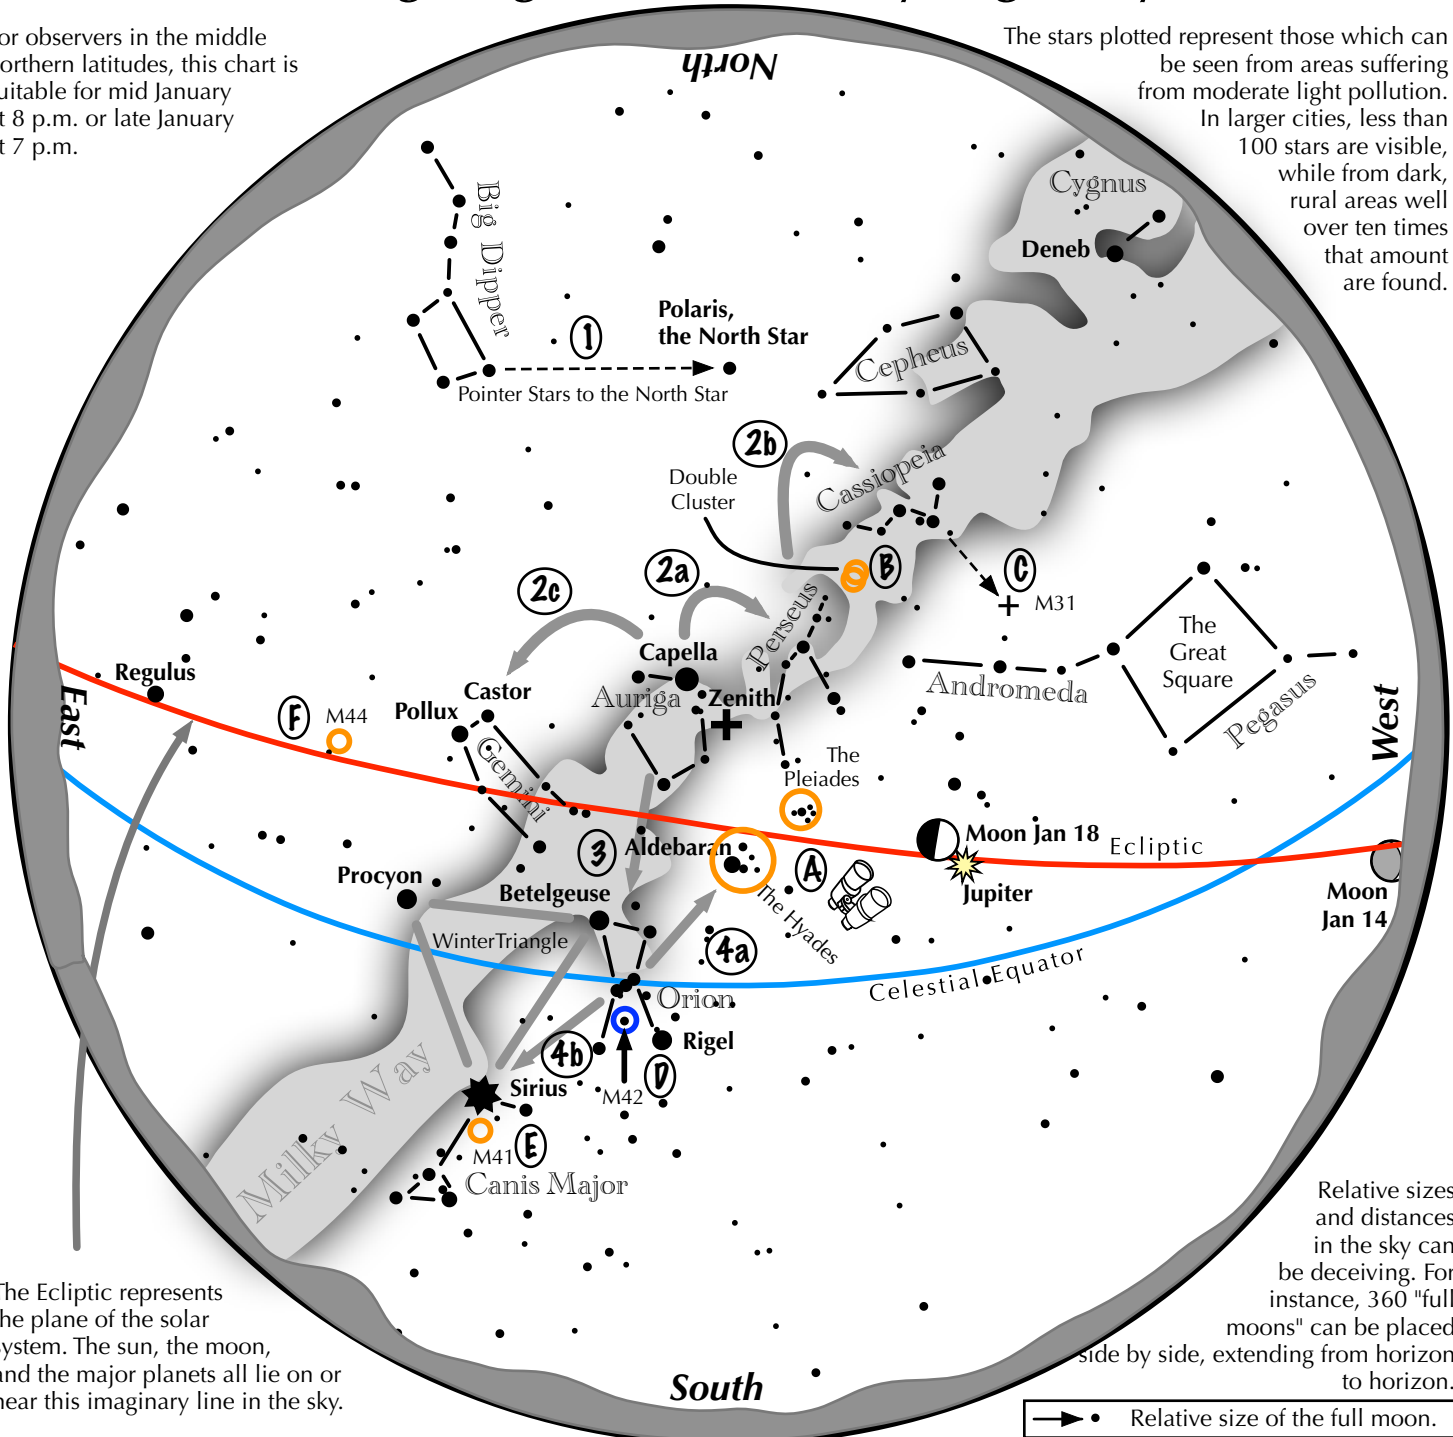 or observers in the middle
orthern latitudes, this chart is
uitable for mid January
t 8 p.m. or late January
t 7 p.m.
The stars plotted represent those which can
be seen from areas suffering
from moderate light pollution.
In larger cities, less than
100 stars are visible,
while from dark,
rural areas well
over ten times
that amount
are found.
North
Cygnus
Deneb
Big Dipper
1
Polaris,
the North Star
Pointer Stars to the North Star
Cepheus
2b
Cassiopeia
Double
Cluster
B
C
M31
2c
2a
Perseus
The
Great
Square
Pegasus
Andromeda
Capella
Auriga
Zenith
Regulus
Castor
Pollux
Gemini
F
M44
East
West
The
Pleiades
Moon Jan 18
Ecliptic
Jupiter
Moon
Jan 14
3
Aldebaran
A
The Hyades
Procyon
Betelgeuse
WinterTriangle
4a
Celestial Equator
Orion
Rigel
4b
D
M42
Sirius
M41
E
Canis Major
Milky Way
South
The Ecliptic represents
the plane of the solar
system. The sun, the moon,
and the major planets all lie on or
near this imaginary line in the sky.
Relative sizes
and distances
in the sky can
be deceiving. For
instance, 360 "full
moons" can be placed
side by side, extending from horizon
to horizon.
Relative size of the full moon.